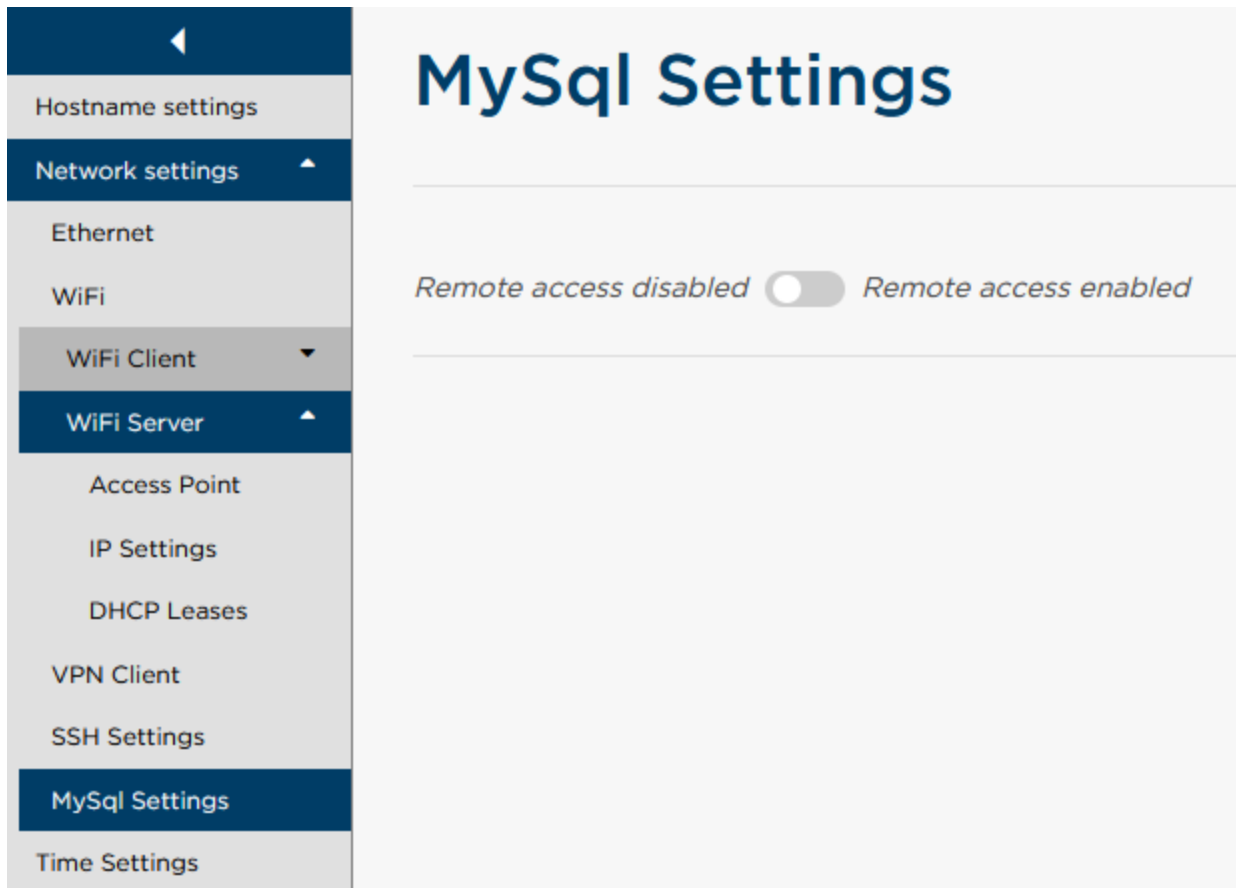 MySql Settings
Hostname settings
Network settings
Ethernet
WiFi
WiFi Client
WiFi Server
Access Point
IP Settings
DHCP Leases
VPN Client
SSH Settings
MySql Settings
Time Settings
Remote access disabled Remote access enabled